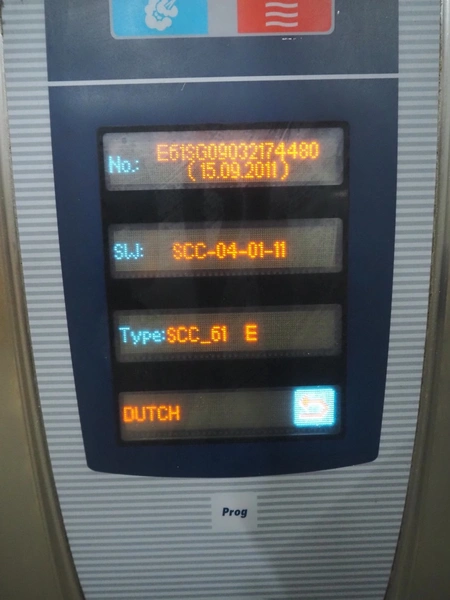 No.: E61SG09032174480
(15.09.2011)
SW: SCC-04-01-11
Type:SCC_61 E
DUTCH
Prog